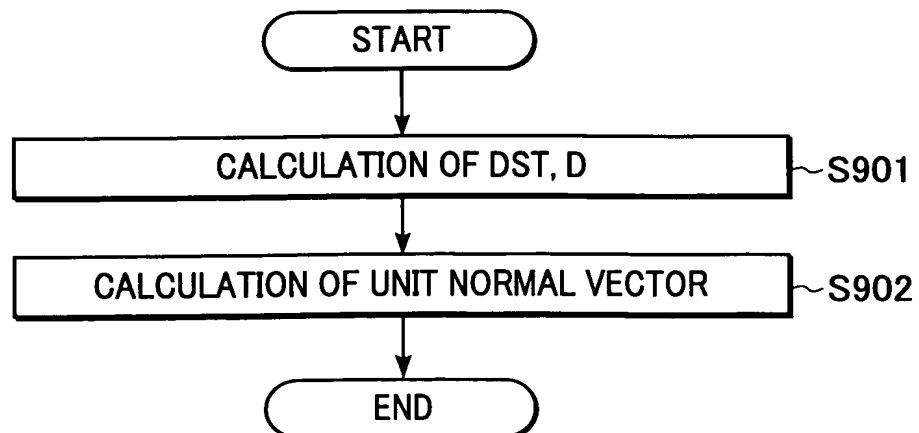 START
CALCULATION OF DST, D
S901
CALCULATION OF UNIT NORMAL VECTOR
S902
END